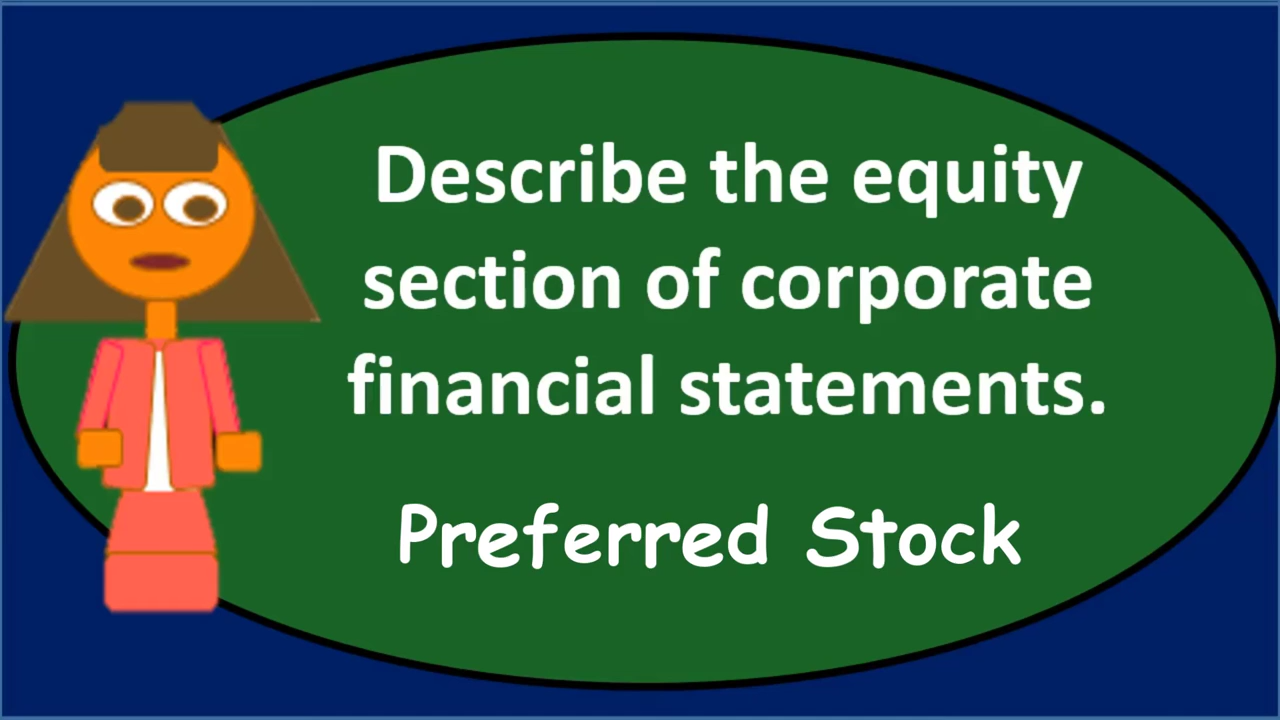 Describe the equity
section of corporate
financial statements.
Preferred Stock